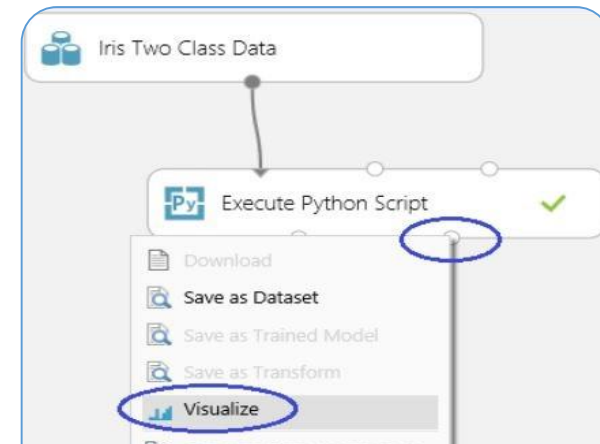 Iris Two Class Data
Py
Execute Python Script
Download
Save as Dataset
Save as Trained Model
Save as Transform
Visualize